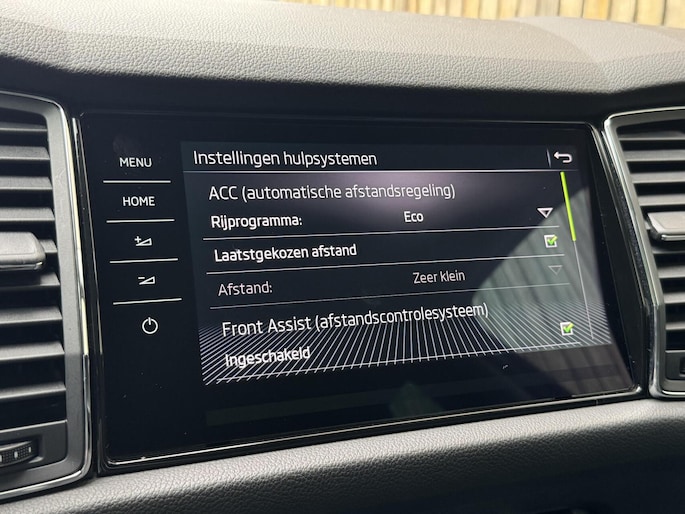 MENU
HOME
Instellingen hulpsystemen
ACC (automatische afstandsregeling)
Rijprogramma: Eco
Laatstgekozen afstand
Afstand: Zeer klein
Front Assist (afstandscontrolesysteem)
Ingeschakeld